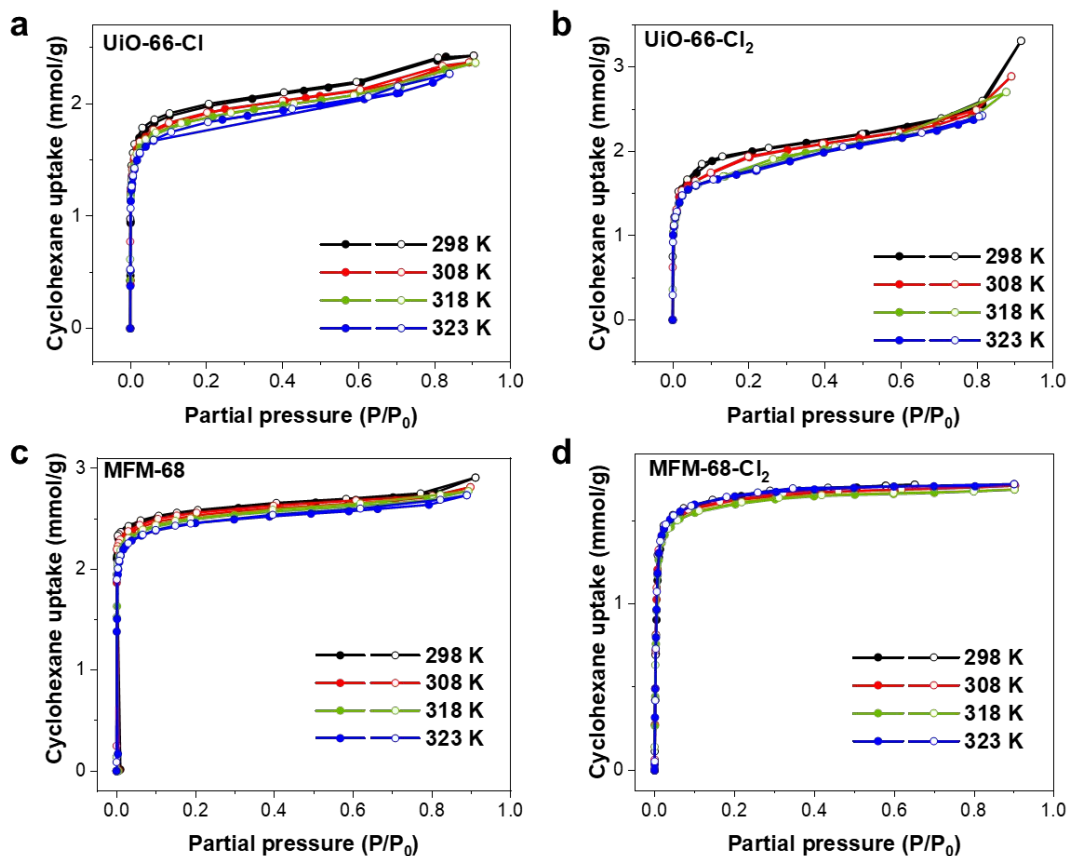 a
UiO-66-Cl
Cyclohexane uptake (mmol/g)
2
1
0
298 K
308 K
318 K
323 K
0.0 0.2 0.4 0.6 0.8 1.0
Partial pressure (P/P₀)
b
UiO-66-Cl₂
Cyclohexane uptake (mmol/g)
3
2
1
0
298 K
308 K
318 K
323 K
0.0 0.2 0.4 0.6 0.8 1.0
Partial pressure (P/P₀)
c
MFM-68
Cyclohexane uptake (mmol/g)
3
2
1
0
298 K
308 K
318 K
323 K
0.0 0.2 0.4 0.6 0.8 1.0
Partial pressure (P/P₀)
d
MFM-68-Cl₂
Cyclohexane uptake (mmol/g)
1
0
298 K
308 K
318 K
323 K
0.0 0.2 0.4 0.6 0.8 1.0
Partial pressure (P/P₀)